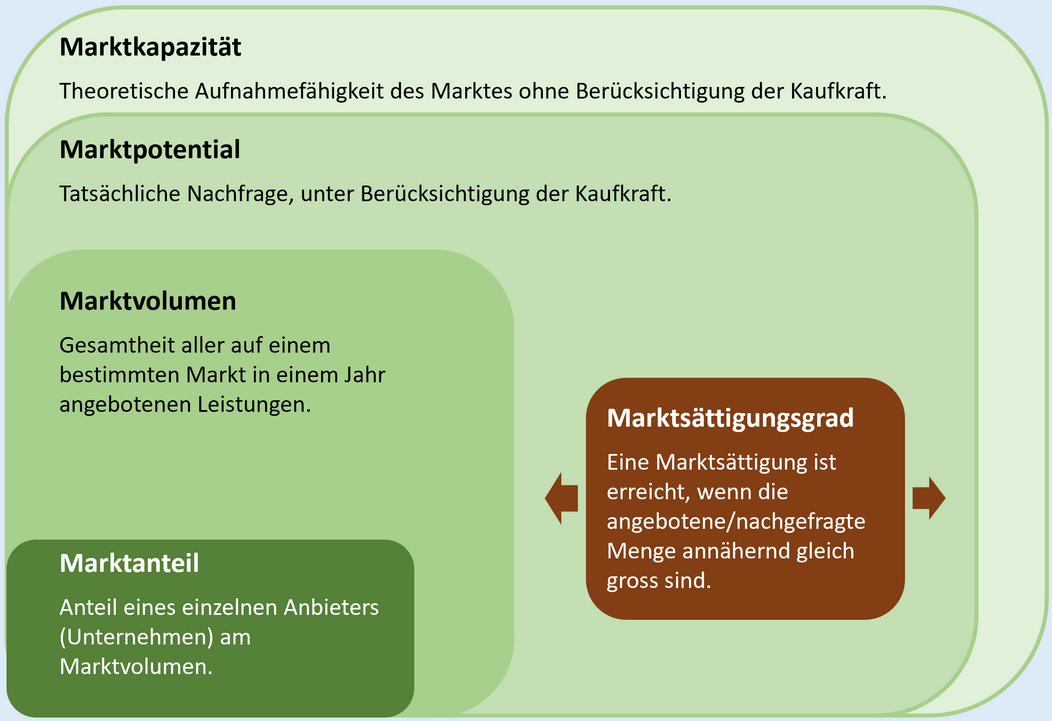 Marktkapazität
Theoretische Aufnahmefähigkeit des Marktes ohne Berücksichtigung der Kaufkraft.
Marktpotential
Tatsächliche Nachfrage, unter Berücksichtigung der Kaufkraft.
Marktvolumen
Gesamtheit aller auf einem
bestimmten Markt in einem Jahr
angebotenen Leistungen.
Marktsättigungsgrad
Eine Marktsättigung ist
erreicht, wenn die
angebotene/nachgefragte
Menge annähernd gleich
gross sind.
Marktanteil
Anteil eines einzelnen Anbieters
(Unternehmen) am
Marktvolumen.